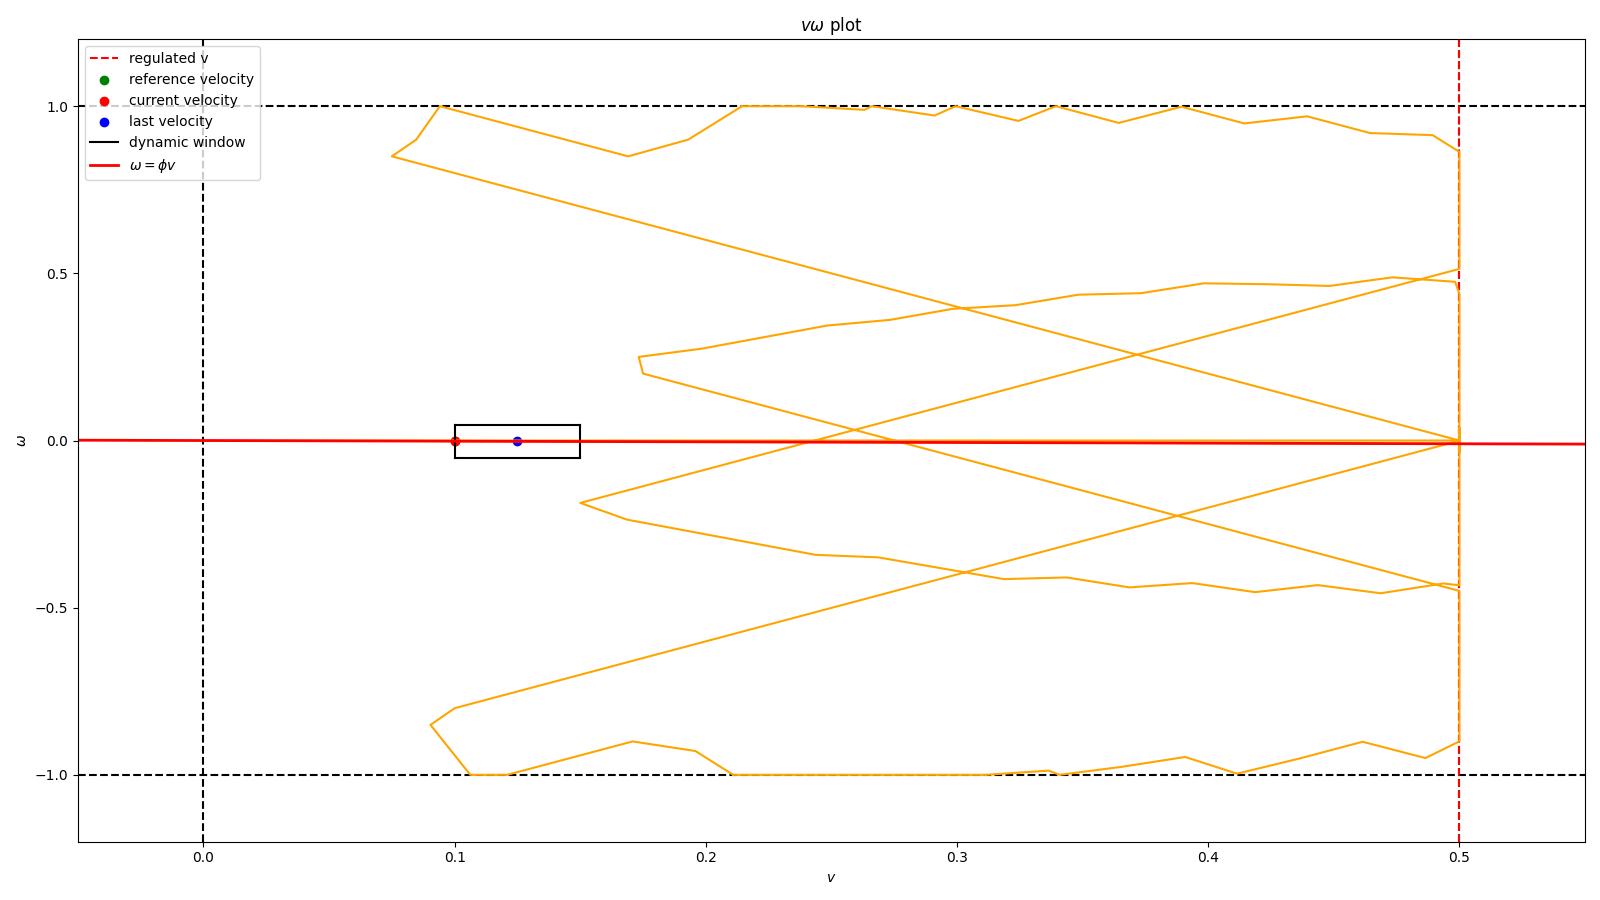 vω plot
regulated v
reference velocity
current velocity
last velocity
dynamic window
ω = ϕv
1.0
0.5
0.0
−0.5
−1.0
ω
0.0 0.1 0.2 0.3 0.4 0.5
v